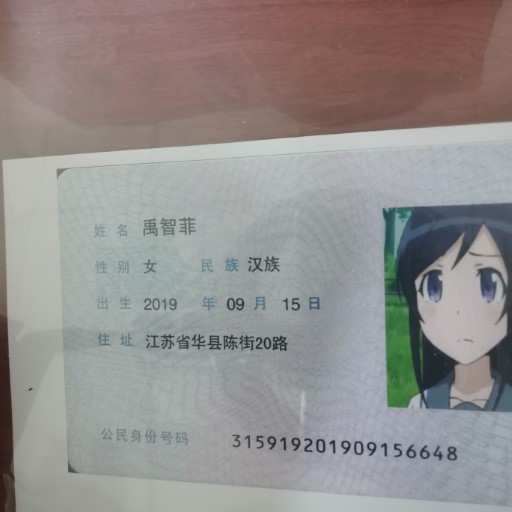 姓名 禹智菲
性别 女 民族 汉族
出生 2019 年 09 月 15 日
住址 江苏省华县陈街20路
公民身份号码 315919201909156648